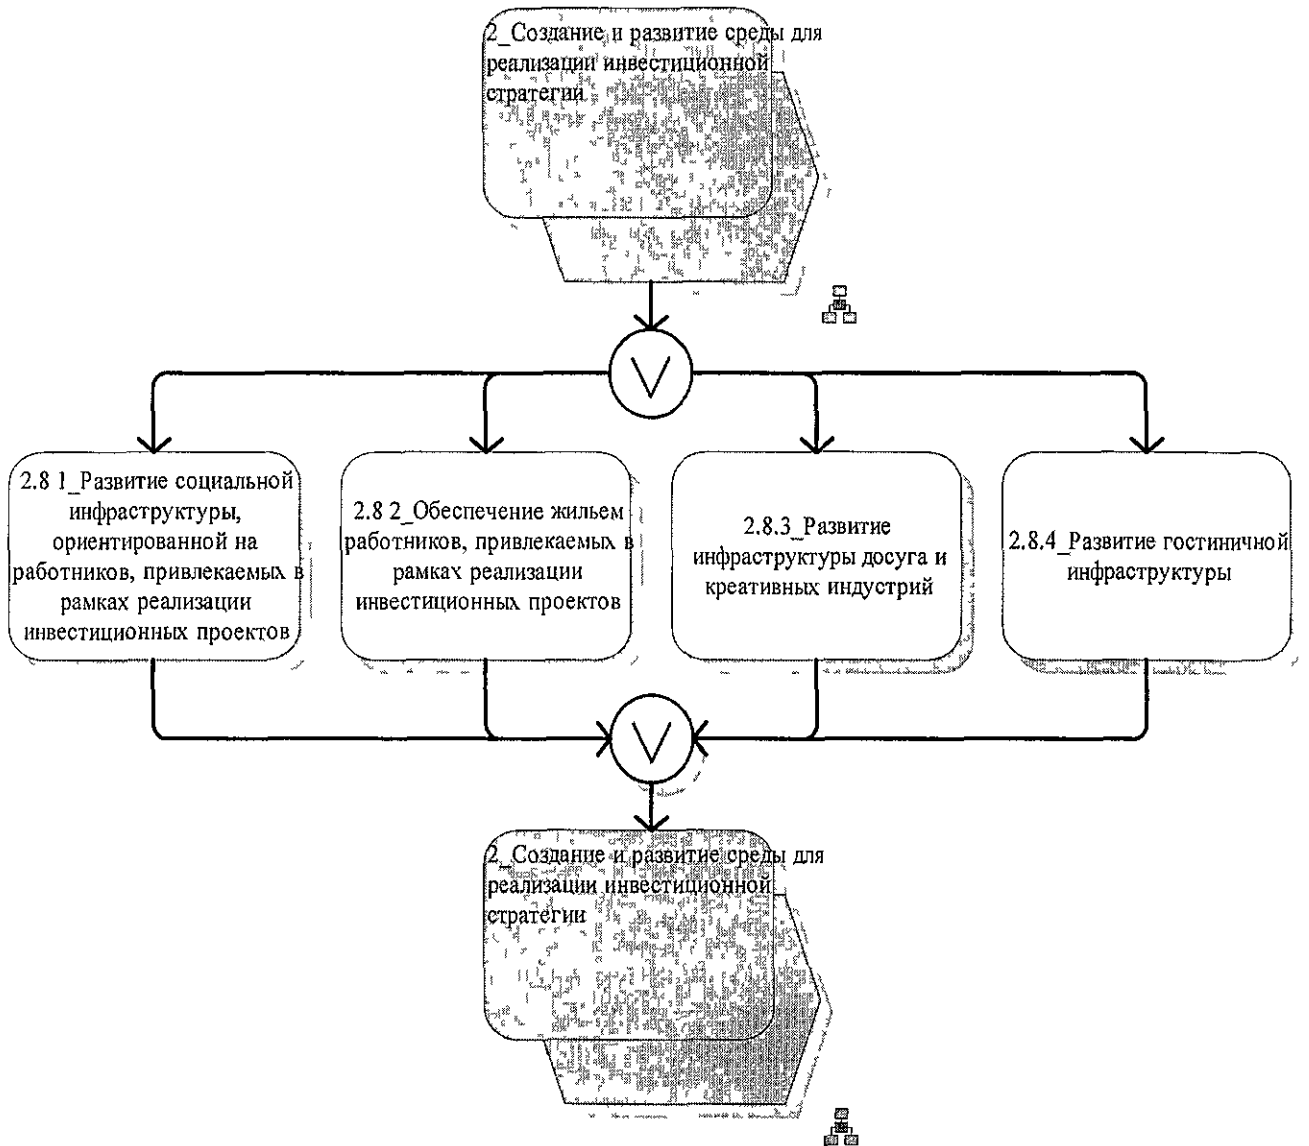 2_Создание и развитие среды для
реализации инвестиционной
стратегии
V
2.8 1_Развитие социальной
инфраструктуры,
ориентированной на
работников, привлекаемых в
рамках реализации
инвестиционных проектов
2.8 2_Обеспечение жильем
работников, привлекаемых в
рамках реализации
инвестиционных проектов
2.8.3_Развитие
инфраструктуры досуга и
креативных индустрий
2.8.4_Развитие гостиничной
инфраструктуры
V
2_Создание и развитие среды для
реализации инвестиционной
стратегии